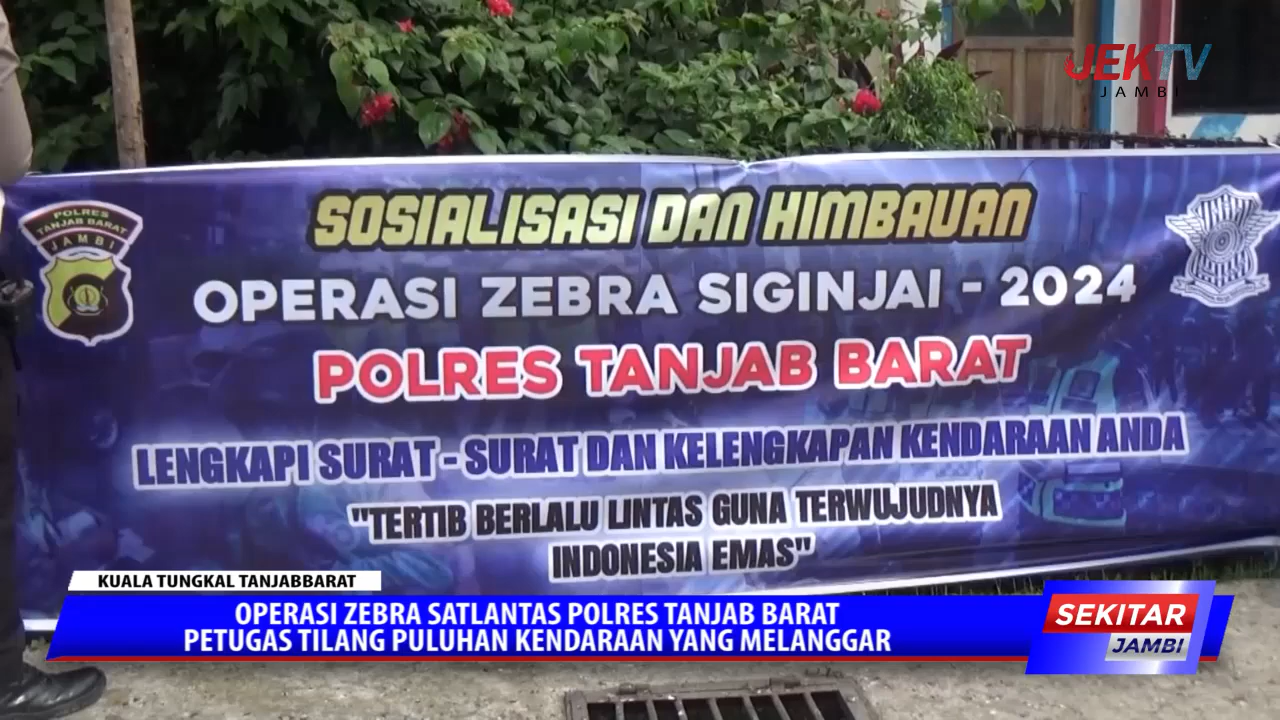 JEKTV
JAMBI
POLRES
TANJAB BARAT
JAMBI
SOSIALISASI DAN HIMBAUAN
OPERASI ZEBRA SIGINJAI - 2024
POLRES TANJAB BARAT
LENGKAPI SURAT - SURAT DAN KELENGKAPAN KENDARAAN ANDA
"TERTIB BERLALU LINTAS GUNA TERWUJUDNYA
INDONESIA EMAS"
KUALA TUNGKAL TANJABBARAT
OPERASI ZEBRA SATLANTAS POLRES TANJAB BARAT
PETUGAS TILANG PULUHAN KENDARAAN YANG MELANGGAR
SEKITAR
JAMBI